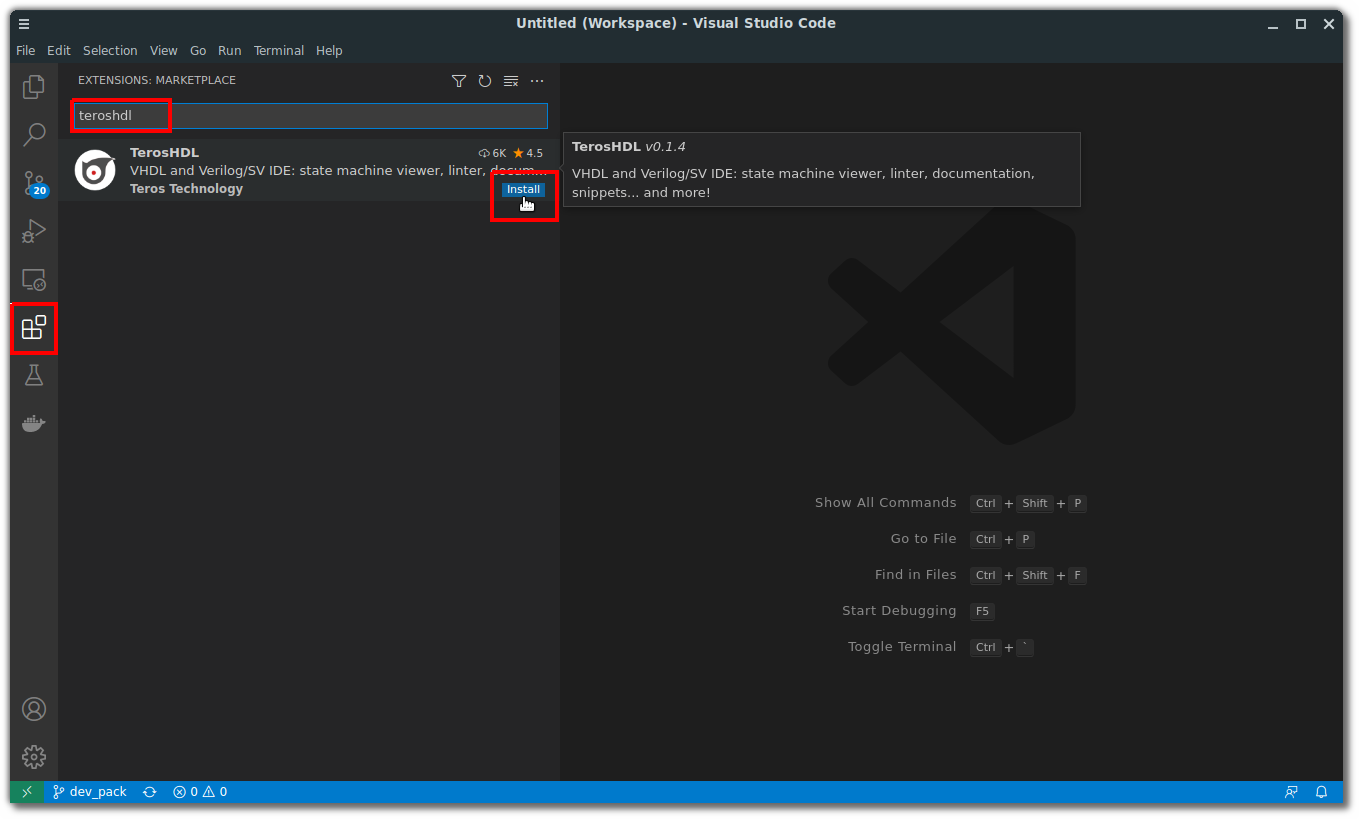 Untitled (Workspace) - Visual Studio Code
File Edit Selection View Go Run Terminal Help
EXTENSIONS: MARKETPLACE
teroshdl
TerosHDL 6K 4.5
VHDL and Verilog/SV IDE: state machine viewer, linter, docum...
Teros Technology Install
TerosHDL v0.1.4
VHDL and Verilog/SV IDE: state machine viewer, linter, documentation,
snippets... and more!
20
Show All Commands Ctrl + Shift + P
Go to File Ctrl + P
Find in Files Ctrl + Shift + F
Start Debugging F5
Toggle Terminal Ctrl + `
dev_pack 0 0